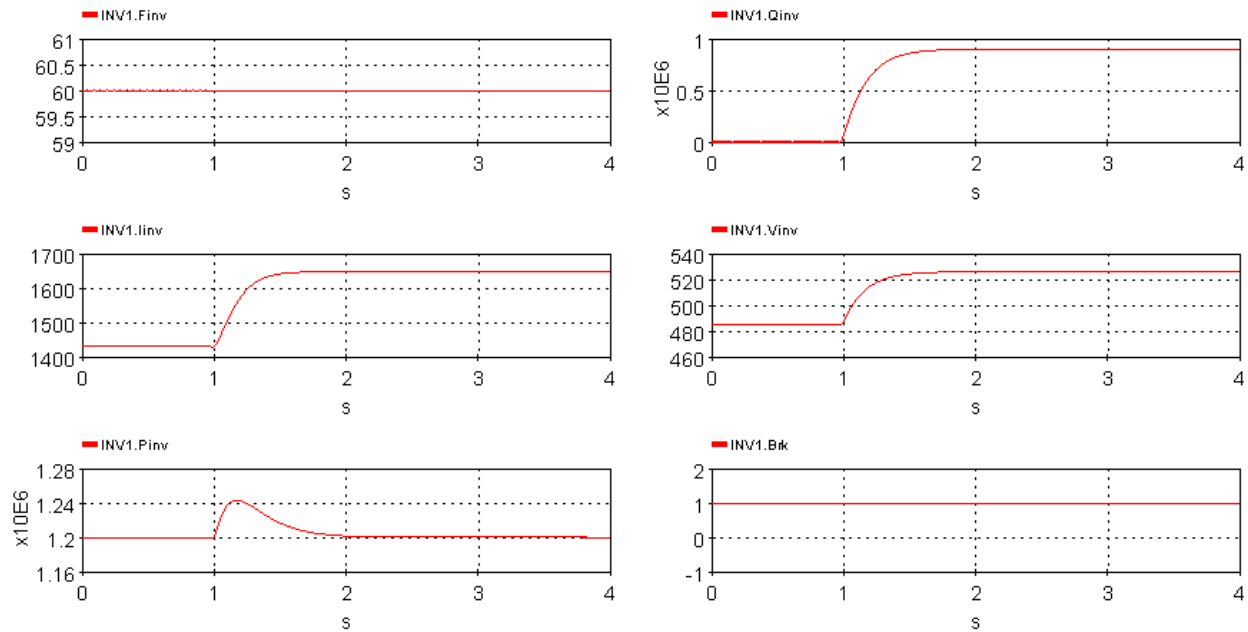 INV1.Finv
61
60.5
60
59.5
59
0 1 2 3 4
s
INV1.Qinv
x10E6
1
0.5
0
0 1 2 3 4
s
INV1.Iinv
1700
1600
1500
1400
0 1 2 3 4
s
INV1.Vinv
540
520
500
480
460
0 1 2 3 4
s
INV1.Pinv
x10E6
1.28
1.24
1.2
1.16
0 1 2 3 4
s
INV1.Brk
2
1
0
-1
0 1 2 3 4
s